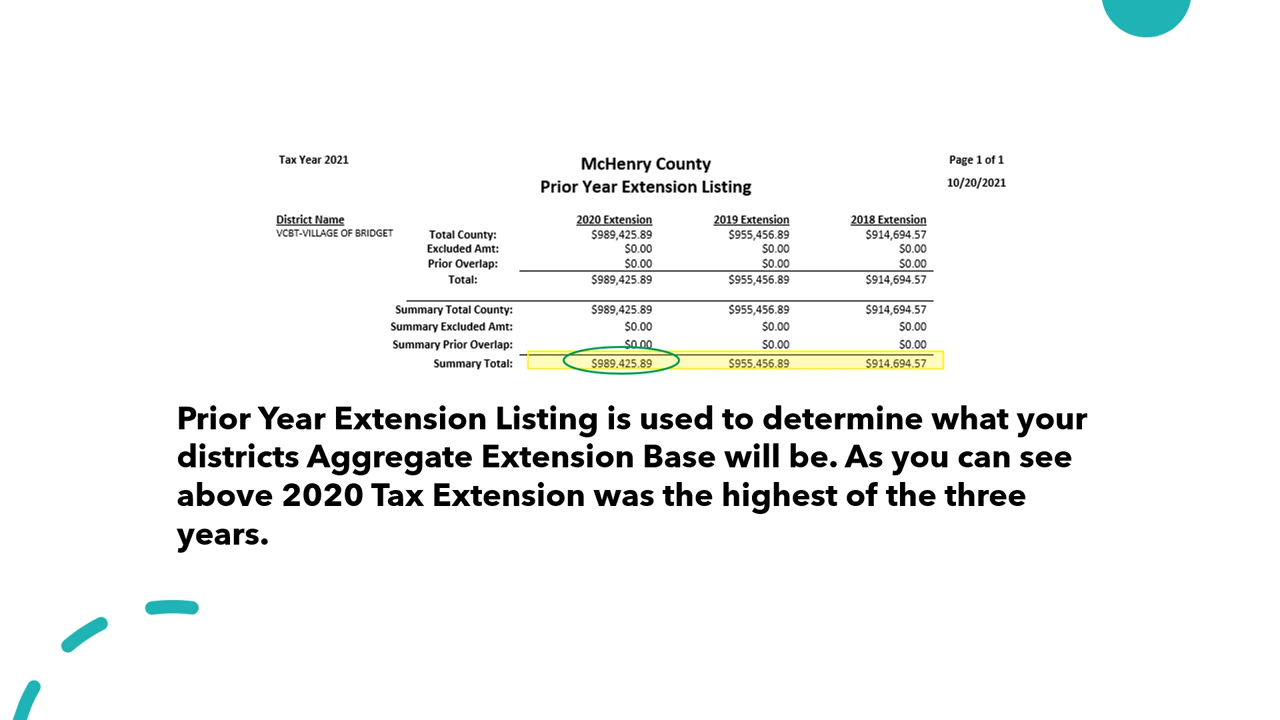 Tax Year 2021
McHenry County
Page 1 of 1
Prior Year Extension Listing
10/20/2021
District Name 2020 Extension 2019 Extension 2018 Extension
VCBT-VILLAGE OF BRIDGET Total County: $989,425.89 $955,456.89 $914,694.57
Excluded Amt: $0.00 $0.00 $0.00
Prior Overlap: $0.00 $0.00 $0.00
Total: $989,425.89 $955,456.89 $914,694.57
Summary Total County: $989,425.89 $955,456.89 $914,694.57
Summary Excluded Amt: $0.00 $0.00 $0.00
Summary Prior Overlap: $0.00 $0.00 $0.00
Summary Total: $989,425.89 $955,456.89 $914,694.57
Prior Year Extension Listing is used to determine what your
districts Aggregate Extension Base will be. As you can see
above 2020 Tax Extension was the highest of the three
years.